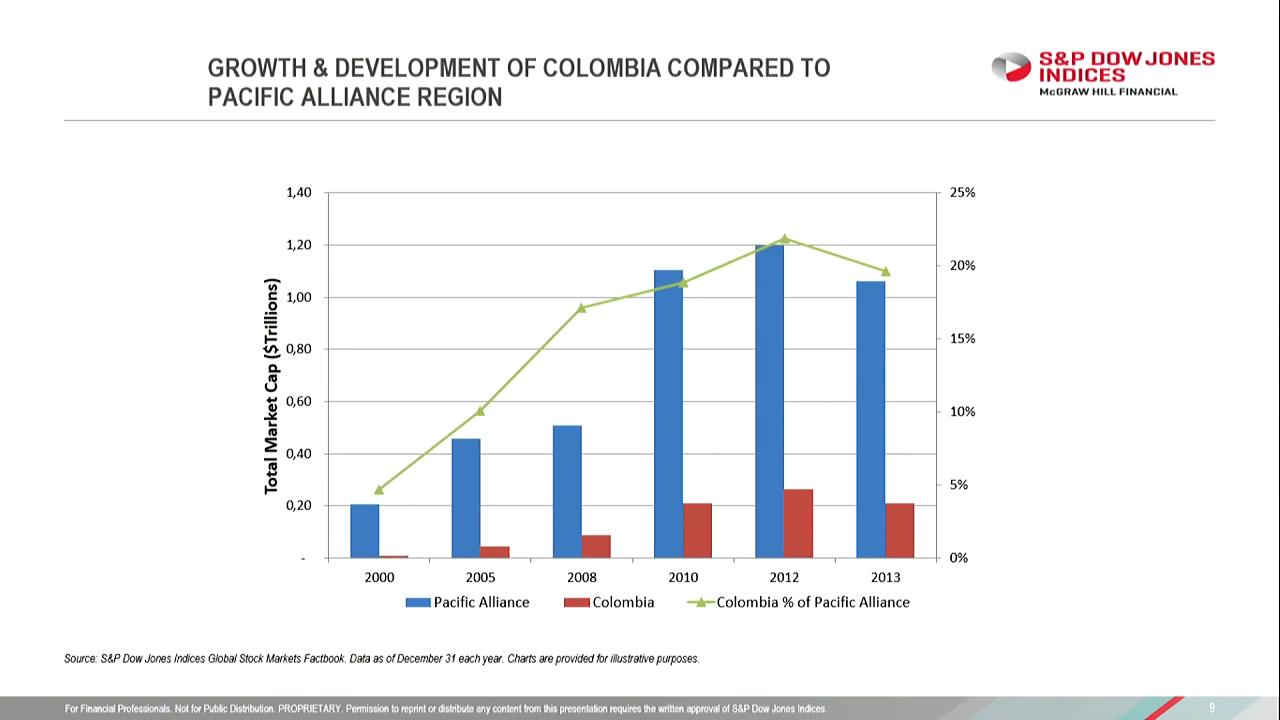 GROWTH & DEVELOPMENT OF COLOMBIA COMPARED TO
PACIFIC ALLIANCE REGION
S&P DOW JONES
INDICES
McGRAW HILL FINANCIAL
Total Market Cap ($Trillions)
1,40
1,20
1,00
0,80
0,60
0,40
0,20
-
25%
20%
15%
10%
5%
0%
2000 2005 2008 2010 2012 2013
Pacific Alliance Colombia Colombia % of Pacific Alliance
Source: S&P Dow Jones Indices Global Stock Markets Factbook. Data as of December 31 each year. Charts are provided for illustrative purposes.
For Financial Professionals. Not for Public Distribution. PROPRIETARY. Permission to reprint or distribute any content from this presentation requires the written approval of S&P Dow Jones Indices.
9